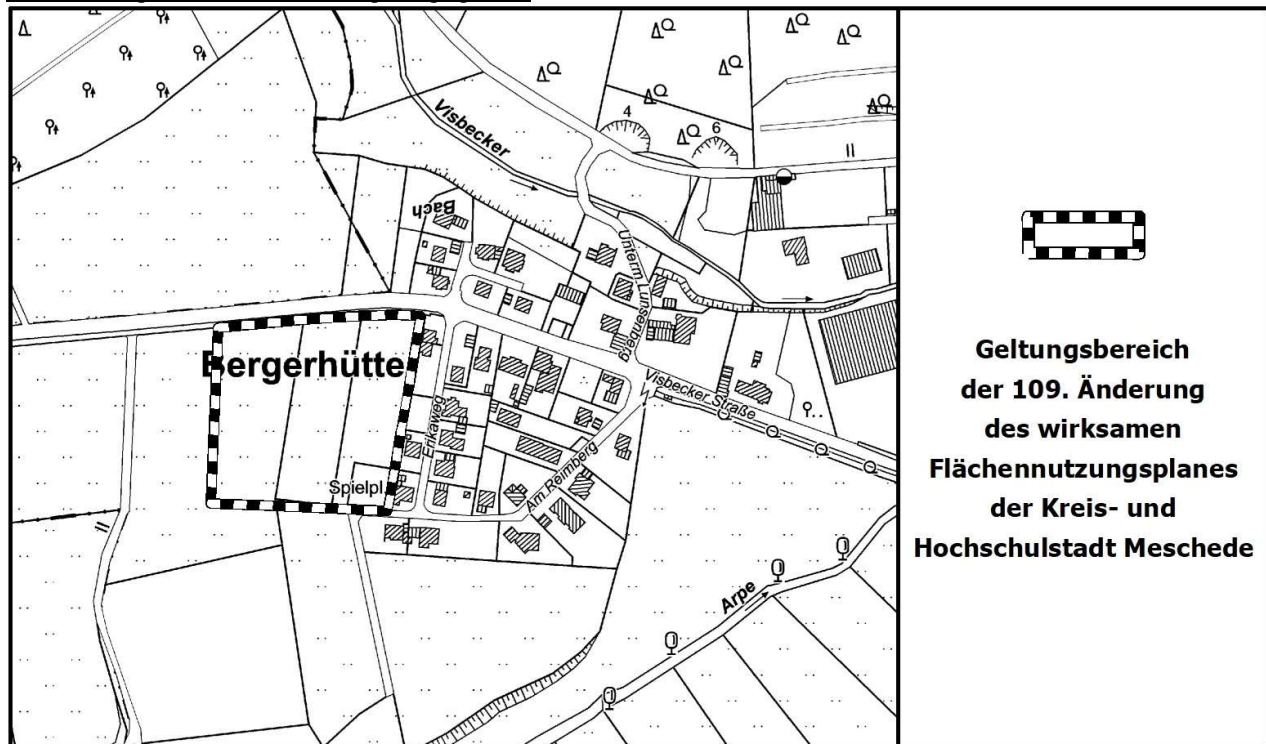 Visbecker
4
6
Bach
Unterm Lünsenberg
Bergerhütte
Visbecker Straße
Erikaweg
Spielpl.
Am Reimberg
Arpe
Geltungsbereich
der 109. Änderung
des wirksamen
Flächennutzungsplanes
der Kreis- und
Hochschulstadt Meschede